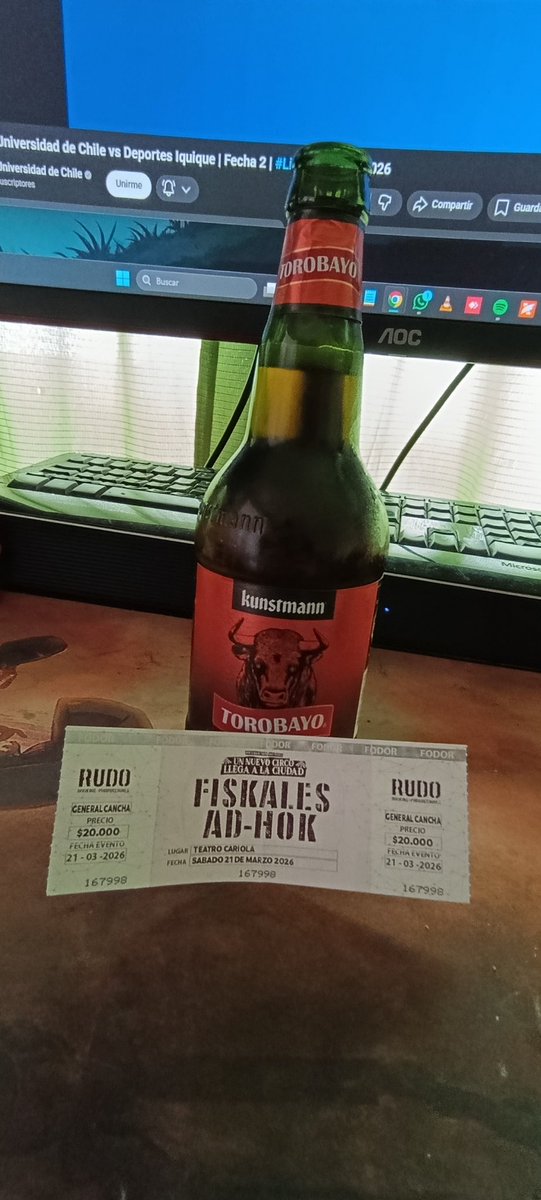 Universidad de Chile vs Deportes Iquique | Fecha 2 | #Li 2026
Universidad de Chile
Unirme
Compartir
Guarda
Buscar
AOC
TOROBAYO
kunstmann
TOROBAYO
Microso
FODOR FODOR FODOR FODOR
RUDO
GENERAL CANCHA
PRECIO
$20.000
FECHA EVENTO
21-03-2026
167998
UN NUEVO CIRCO
LLEGA A LA CIUDAD
FISKALES
AD-HOK
LUGAR TEATRO CARIOLA
FECHA SABADO 21 DE MARZO 2026
167998
RUDO
GENERAL CANCHA
PRECIO
$20.000
FECHA EVENTO
21-03-2026
167998